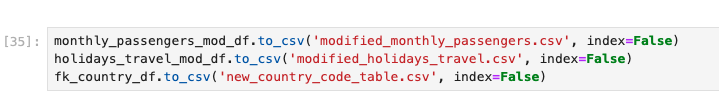 [35]: monthly_passengers_mod_df.to_csv('modified_monthly_passengers.csv', index=False)
holidays_travel_mod_df.to_csv('modified_holidays_travel.csv', index=False)
fk_country_df.to_csv('new_country_code_table.csv', index=False)